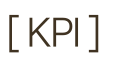 [ KPI ]